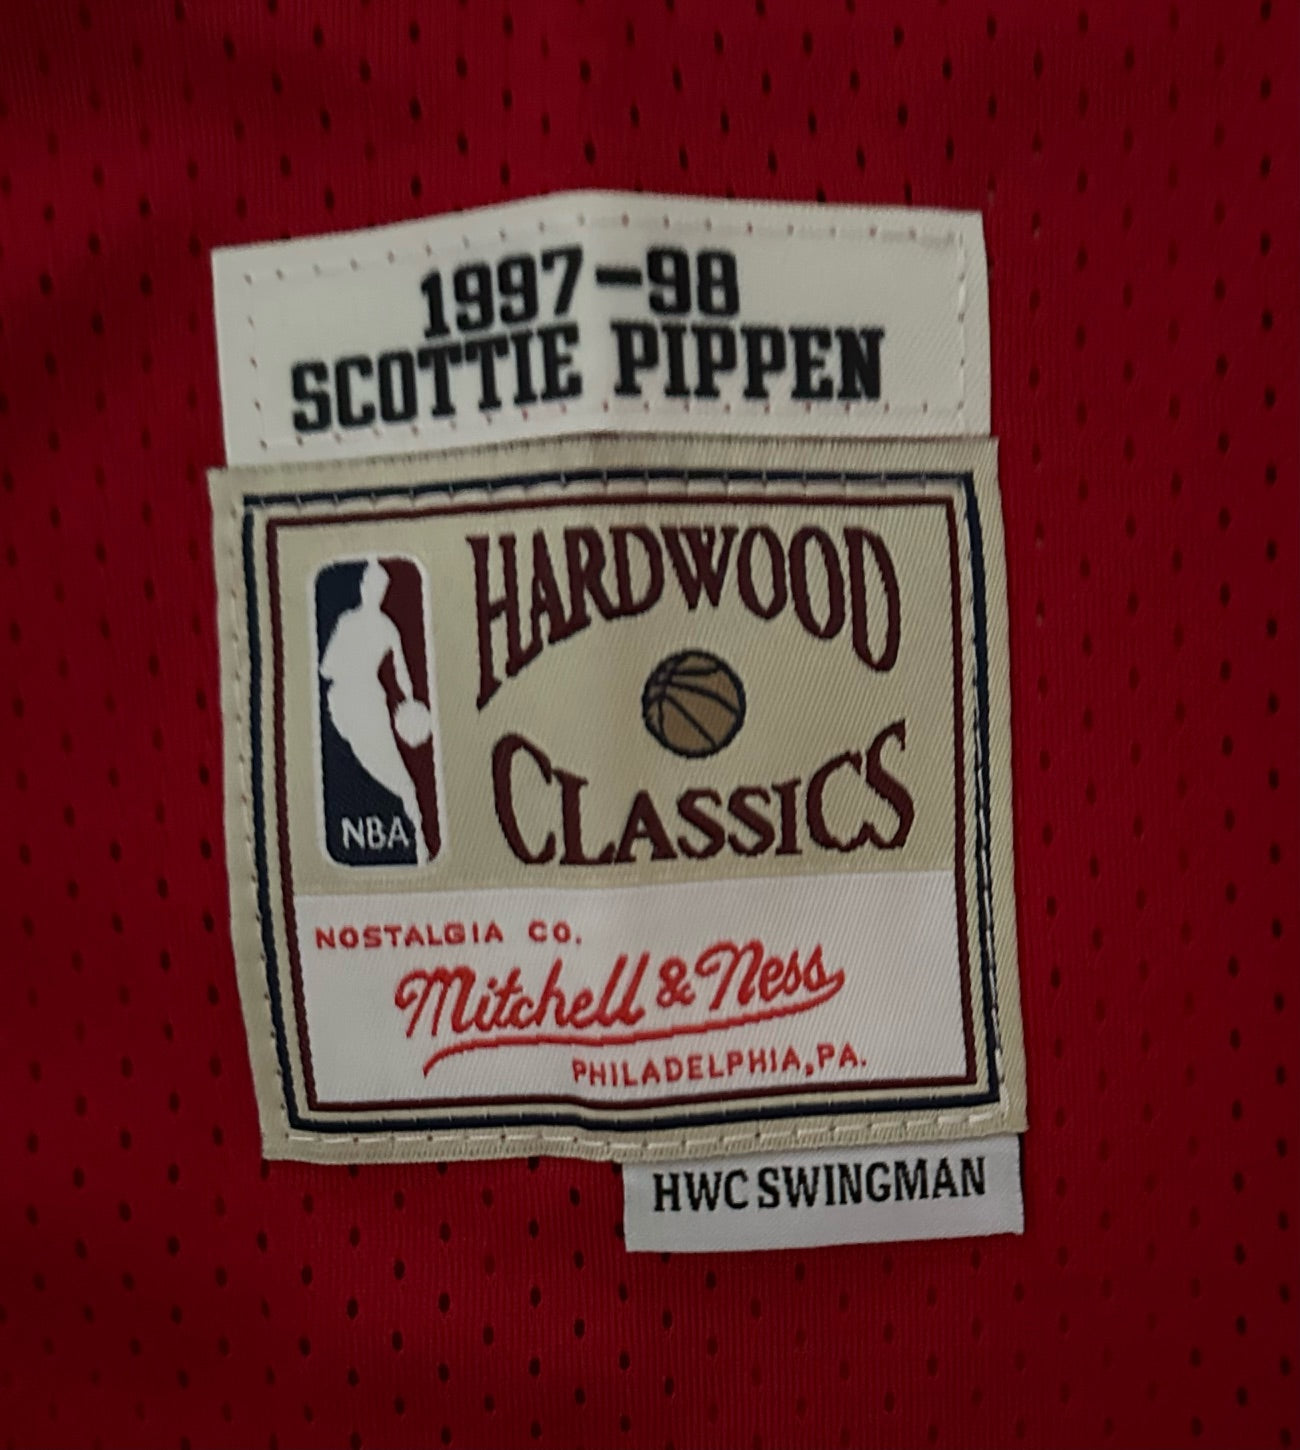 1997-98
SCOTTIE PIPPEN
HARDWOOD
CLASSICS
NBA
NOSTALGIA CO.
Mitchell & Ness
PHILADELPHIA, PA.
HWC SWINGMAN